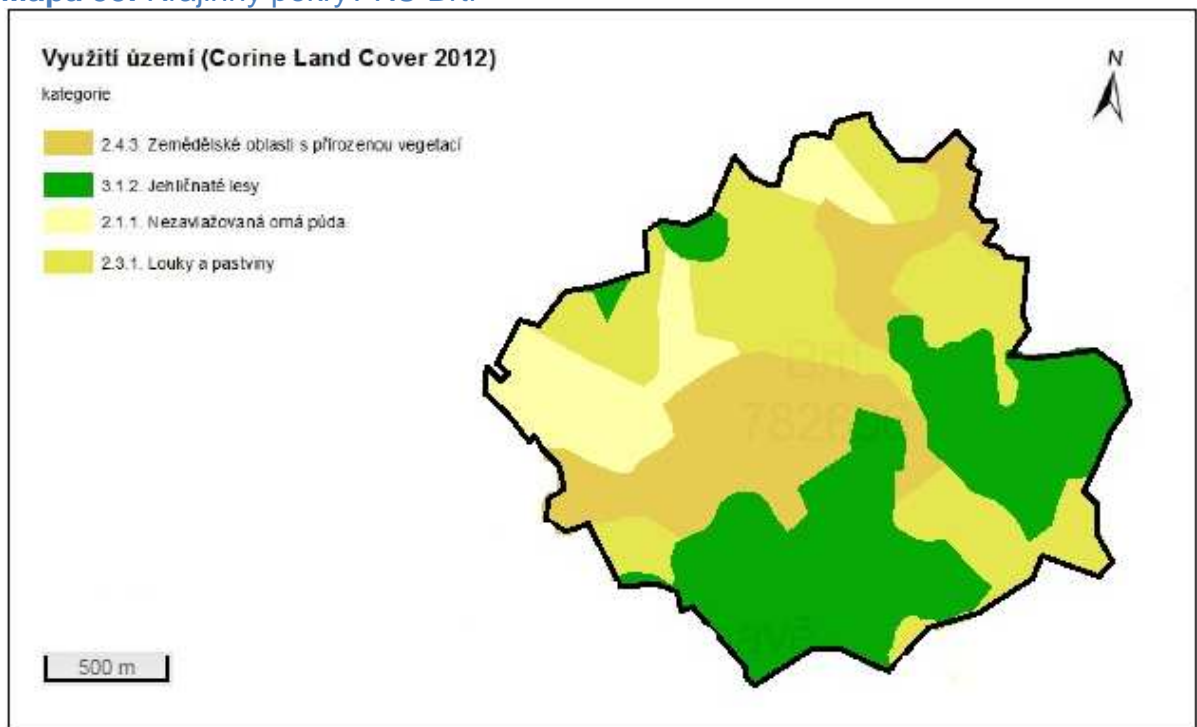 Využití území (Corine Land Cover 2012)
N
kategorie
2.4.3. Zemědělské oblasti s přirozenou vegetací
3.1.2. Jehličnaté lesy
2.1.1. Nezavlažovaná orná půda
2.3.1. Louky a pastviny
500 m